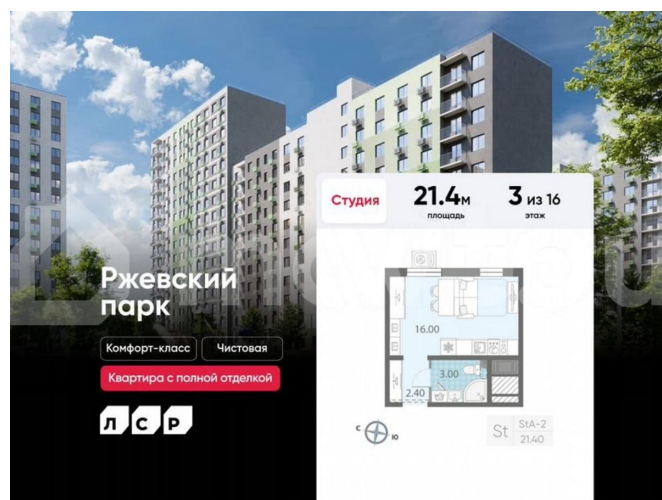 Ржевский
парк
Комфорт-класс
Чистовая
Квартира с полной отделкой
ЛСР
Студия
21.4м
площадь
3 из 16
этаж
16.00
3.00
2.40
С
Ю
St
StA-2
21.40